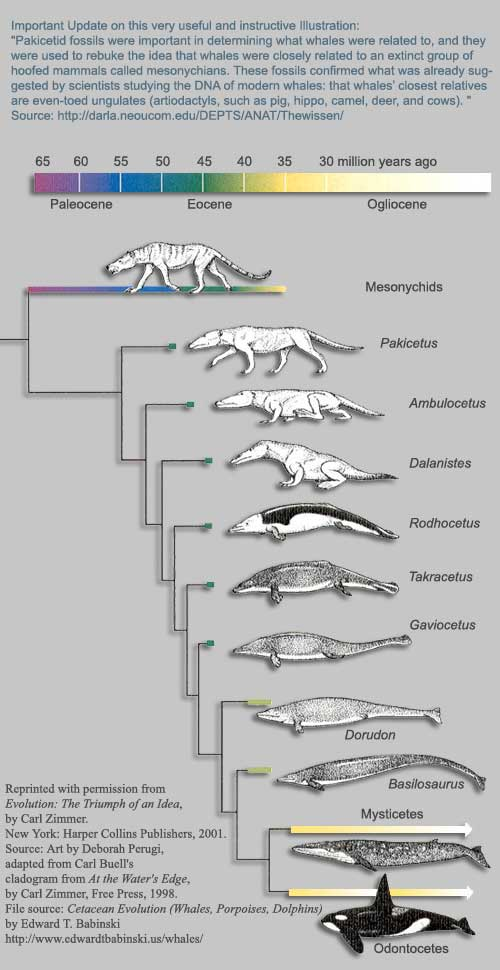 Important Update on this very useful and instructive Illustration:
"Pakicetid fossils were important in determining what whales were related to, and they
were used to rebuke the idea that whales were closely related to an extinct group of
hoofed mammals called mesonychians. These fossils confirmed what was already sug-
gested by scientists studying the DNA of modern whales: that whales' closest relatives
are even-toed ungulates (artiodactyls, such as pig, hippo, camel, deer, and cows). "
Source: http://darla.neoucom.edu/DEPTS/ANAT/Thewissen/
65 60 55 50 45 40 35 30 million years ago
Paleocene Eocene Ogliocene
Mesonychids
Pakicetus
Ambulocetus
Dalanistes
Rodhocetus
Takracetus
Gaviocetus
Dorudon
Basilosaurus
Mysticetes
Odontocetes
Reprinted with permission from
Evolution: The Triumph of an Idea,
by Carl Zimmer.
New York: Harper Collins Publishers, 2001.
Source: Art by Deborah Perugi,
adapted from Carl Buell's
cladogram from At the Water's Edge,
by Carl Zimmer, Free Press, 1998.
File source: Cetacean Evolution (Whales, Porpoises, Dolphins)
by Edward T. Babinski
http://www.edwardtbabinski.us/whales/